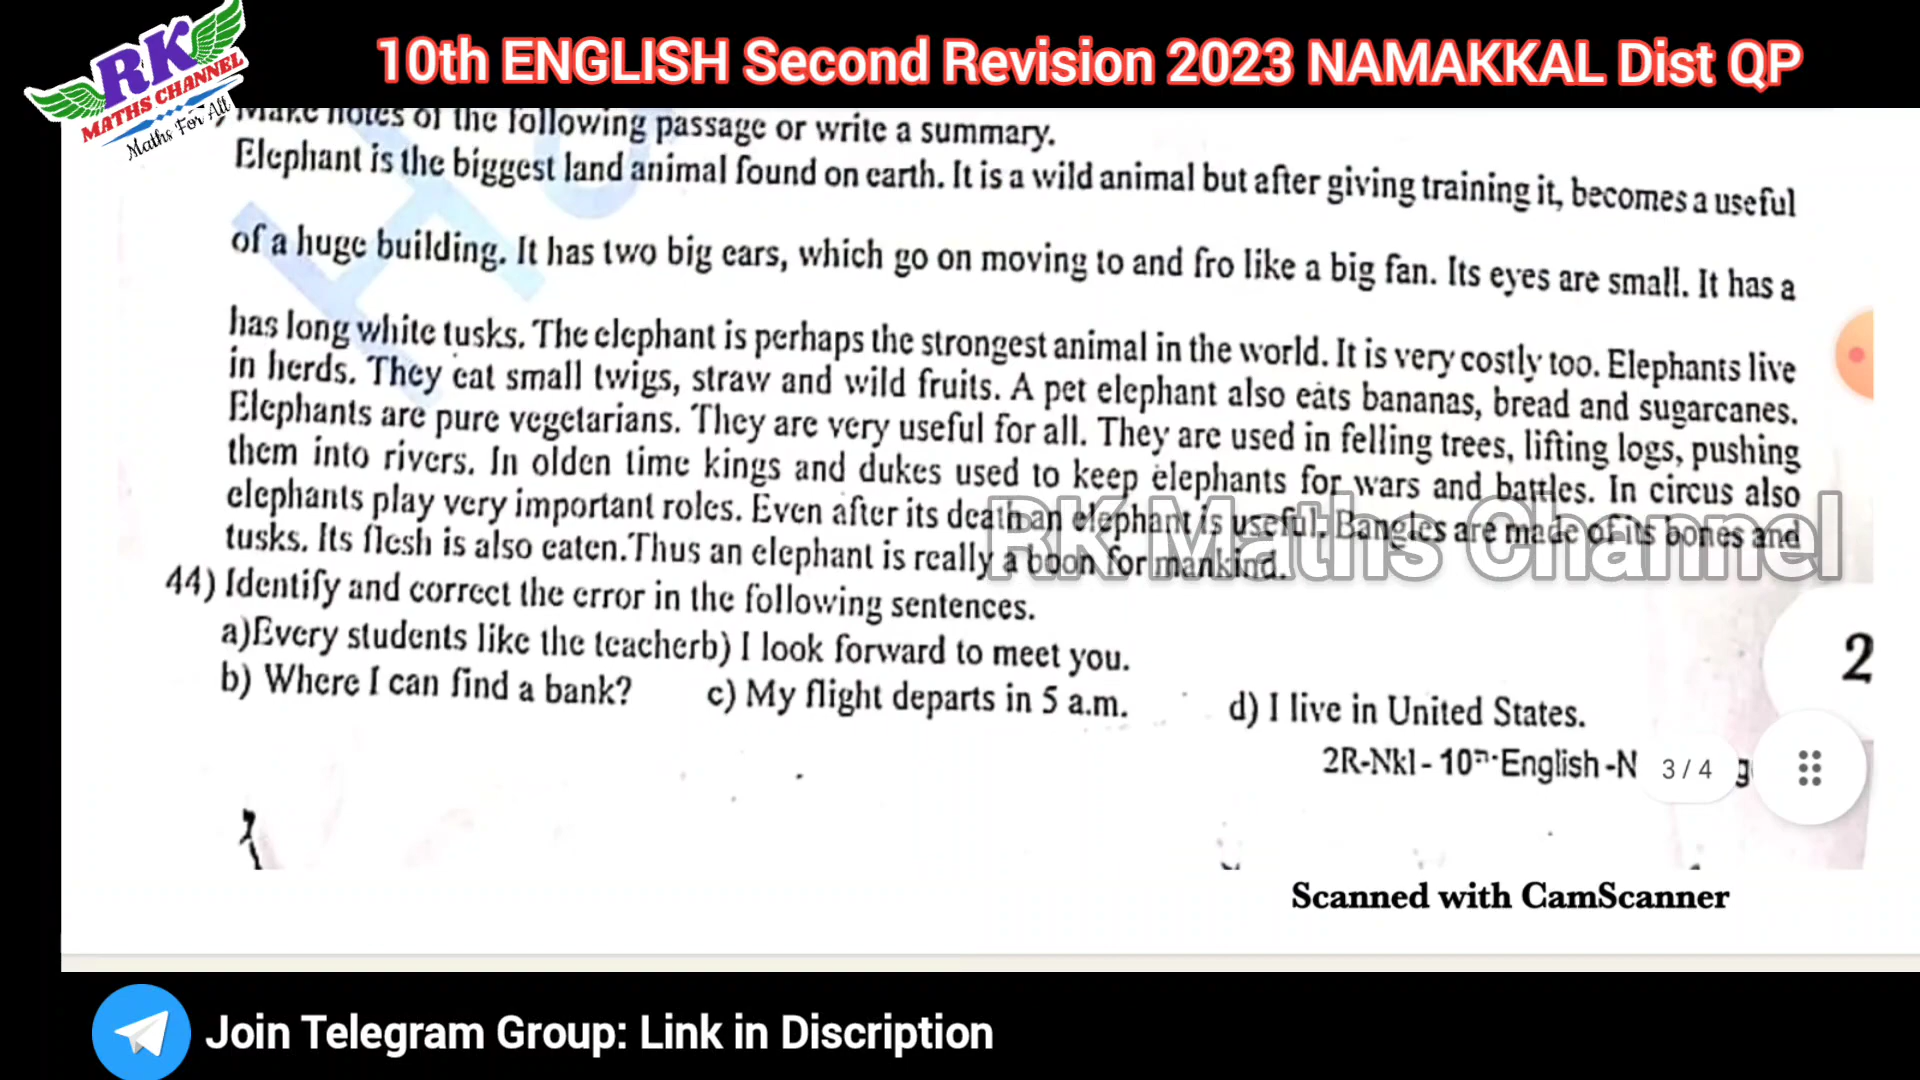 RK
MATHS CHANNEL
Maths For All
10th ENGLISH Second Revision 2023 NAMAKKAL Dist QP
Make notes of the following passage or write a summary.
Elephant is the biggest land animal found on earth. It is a wild animal but after giving training it, becomes a useful
of a huge building. It has two big ears, which go on moving to and fro like a big fan. Its eyes are small. It has a
has long white tusks. The elephant is perhaps the strongest animal in the world. It is very costly too. Elephants live
in herds. They eat small twigs, straw and wild fruits. A pet elephant also eats bananas, bread and sugarcanes.
Elephants are pure vegetarians. They are very useful for all. They are used in felling trees, lifting logs, pushing
them into rivers. In olden time kings and dukes used to keep elephants for wars and battles. In circus also
elephants play very important roles. Even after its death an elephant is useful. Bangles are made of its bones and
tusks. Its flesh is also eaten.Thus an elephant is really a boon for mankind.
RK Maths Channel
44) Identify and correct the error in the following sentences.
a)Every students like the teacherb) I look forward to meet you.
b) Where I can find a bank? c) My flight departs in 5 a.m. d) I live in United States.
2
2R-Nkl - 10th English -N 3 / 4 g
Scanned with CamScanner
Join Telegram Group: Link in Discription